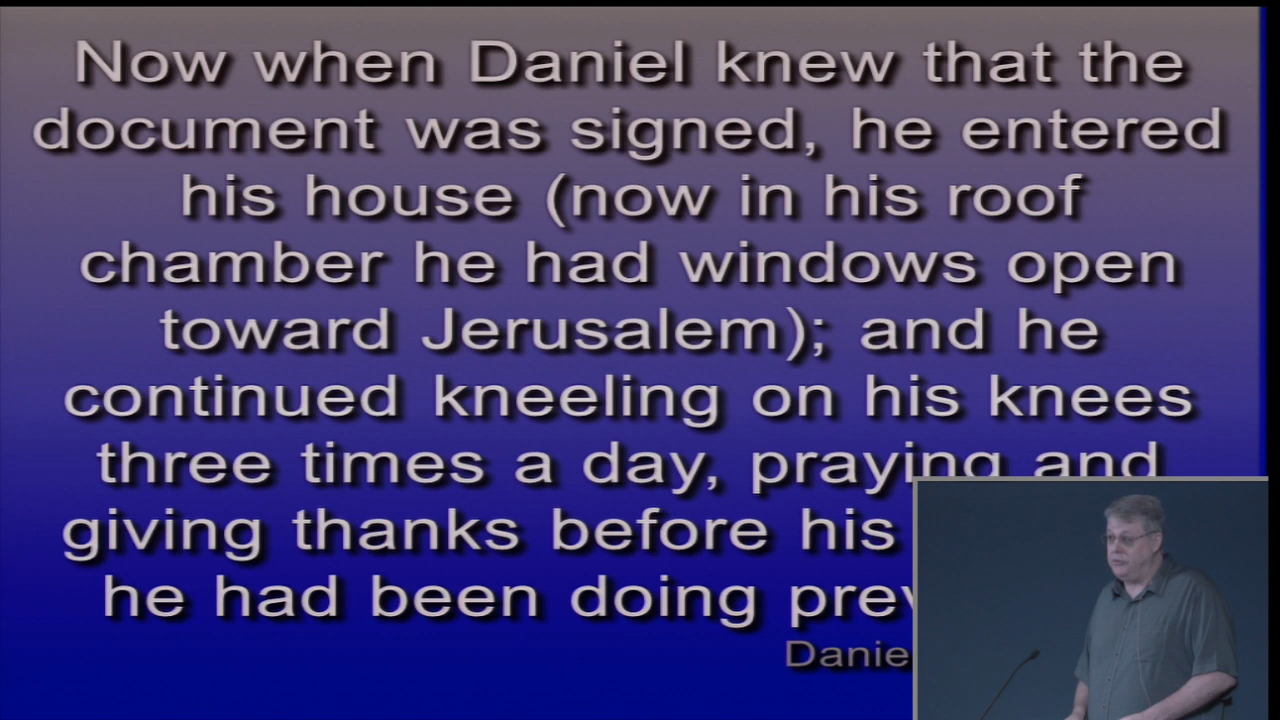 Now when Daniel knew that the
document was signed, he entered
his house (now in his roof
chamber he had windows open
toward Jerusalem); and he
continued kneeling on his knees
three times a day, praying and
giving thanks before his
he had been doing